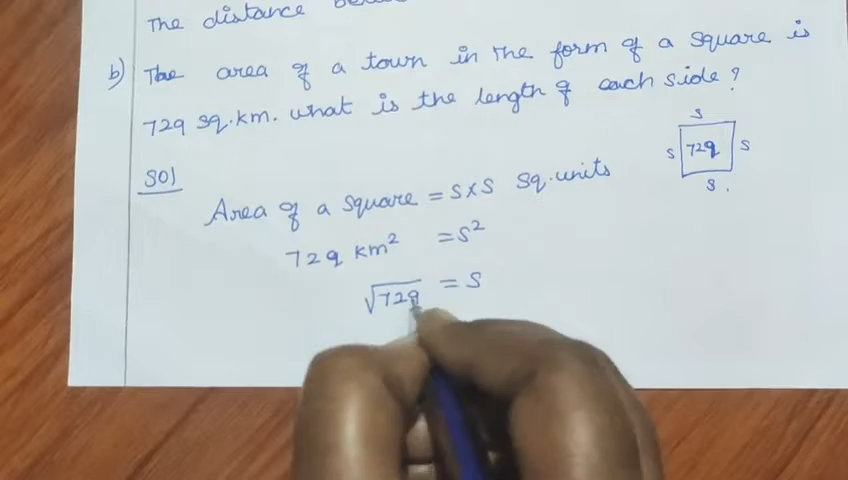 The distance
b) The area of a town in the form of a square is
729 sq.km. what is the length of each side?
Sol
s
s 729 s
s.
Area of a square = s×s sq.units
729 km² = s²
√729 = s